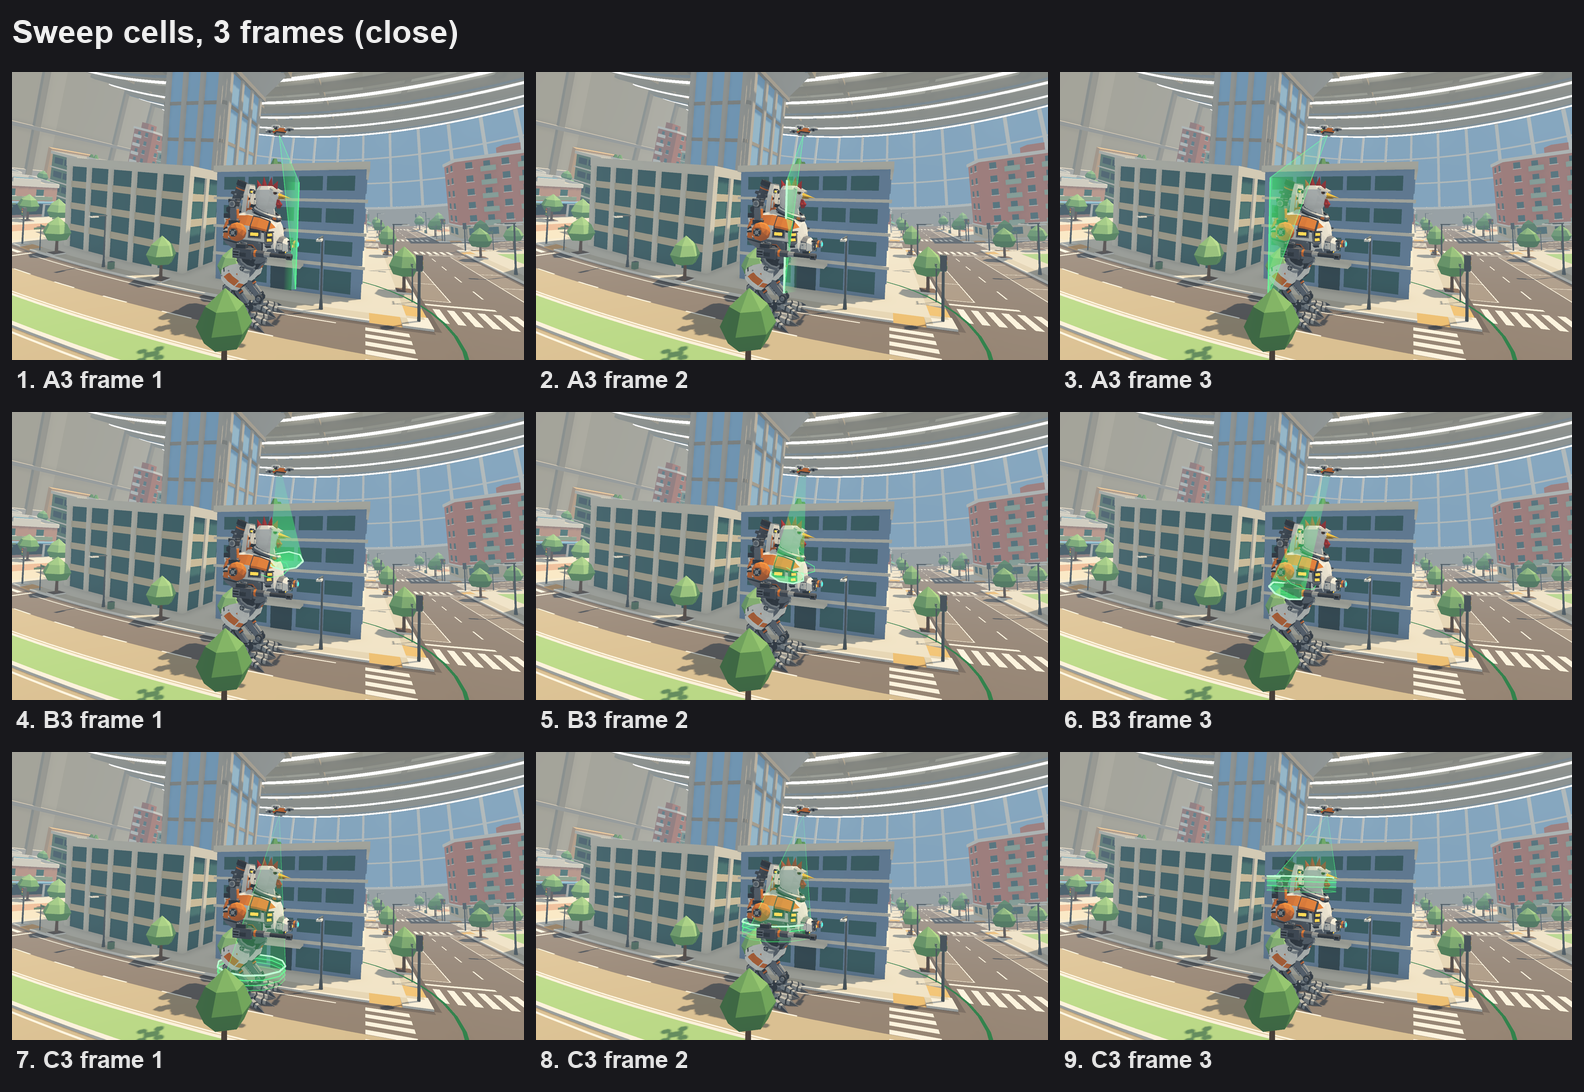 Sweep cells, 3 frames (close)
1. A3 frame 1
2. A3 frame 2
3. A3 frame 3
4. B3 frame 1
5. B3 frame 2
6. B3 frame 3
7. C3 frame 1
8. C3 frame 2
9. C3 frame 3